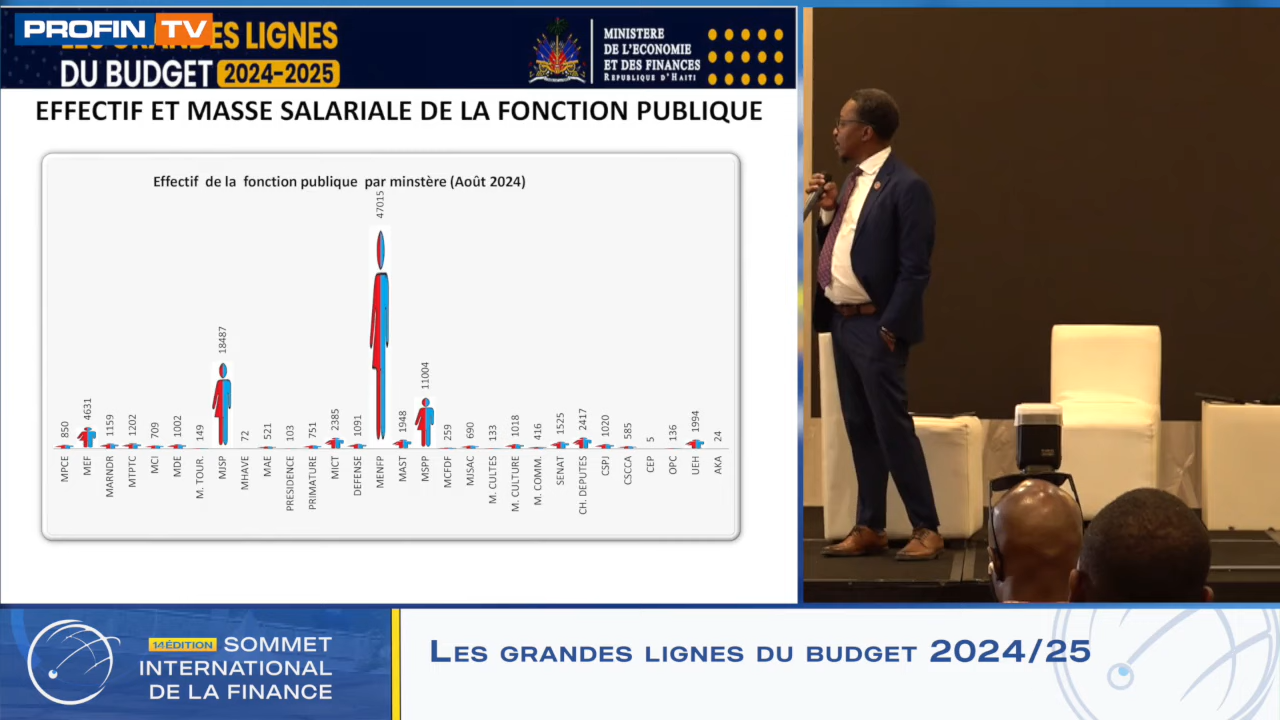 PROFIN TV
LES GRANDES LIGNES
DU BUDGET 2024-2025
MINISTERE
DE L'ECONOMIE
ET DES FINANCES
REPUBLIQUE D'HAITI
EFFECTIF ET MASSE SALARIALE DE LA FONCTION PUBLIQUE
Effectif de la fonction publique par minstère (Août 2024)
850
4631
1159
1202
709
1002
149
18487
72
521
103
751
2385
1091
47015
1948
11004
259
690
133
1018
416
1525
2417
1020
585
5
136
1994
24
MPCE
MEF
MARNDR
MTPTC
MCI
MDE
M. TOUR.
MJSP
MHAVE
MAE
PRESIDENCE
PRIMATURE
MICT
DEFENSE
MENFP
MAST
MSPP
MCFDF
MJSAC
M. CULTES
M. CULTURE
M. COMM.
SENAT
CH. DEPUTES
CSPJ
CSCCA
CEP
OPC
UEH
AKA
14 ÉDITION SOMMET
INTERNATIONAL
DE LA FINANCE
LES GRANDES LIGNES DU BUDGET 2024/25